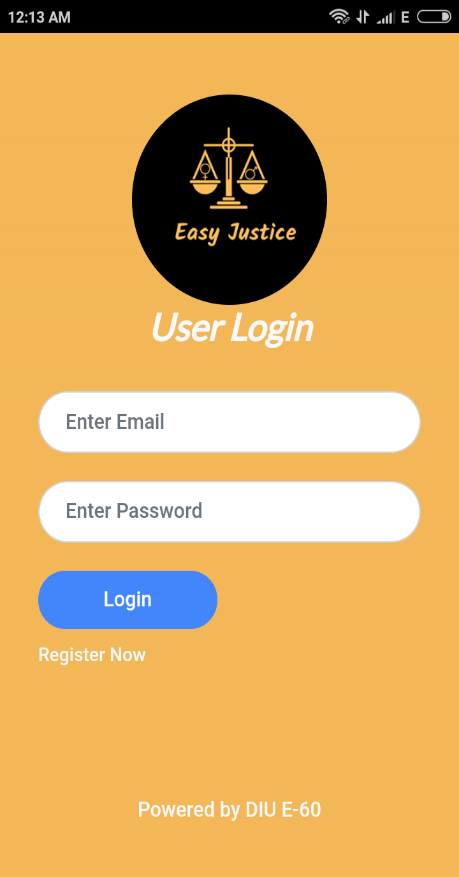 12:13 AM E
Easy Justice
User Login
Enter Email
Enter Password
Login
Register Now
Powered by DIU E-60